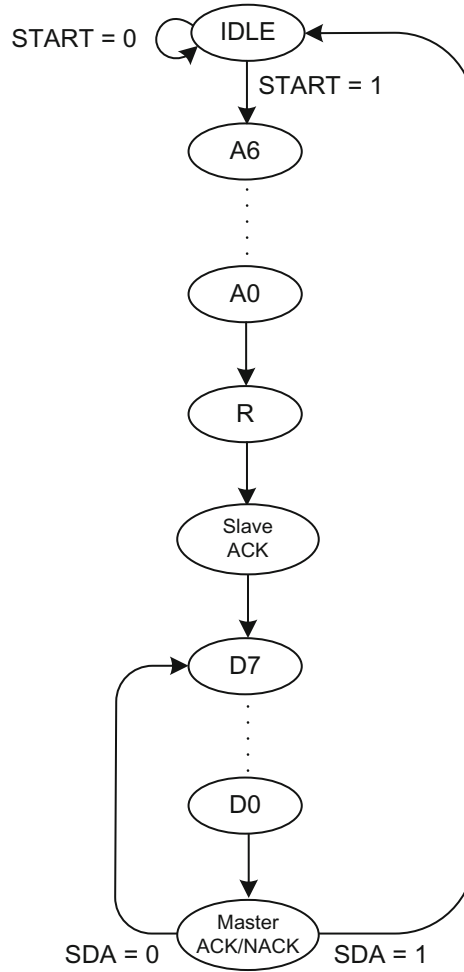 START = 0
IDLE
START = 1
A6
A0
R
Slave
ACK
D7
D0
Master
ACK/NACK
SDA = 0
SDA = 1